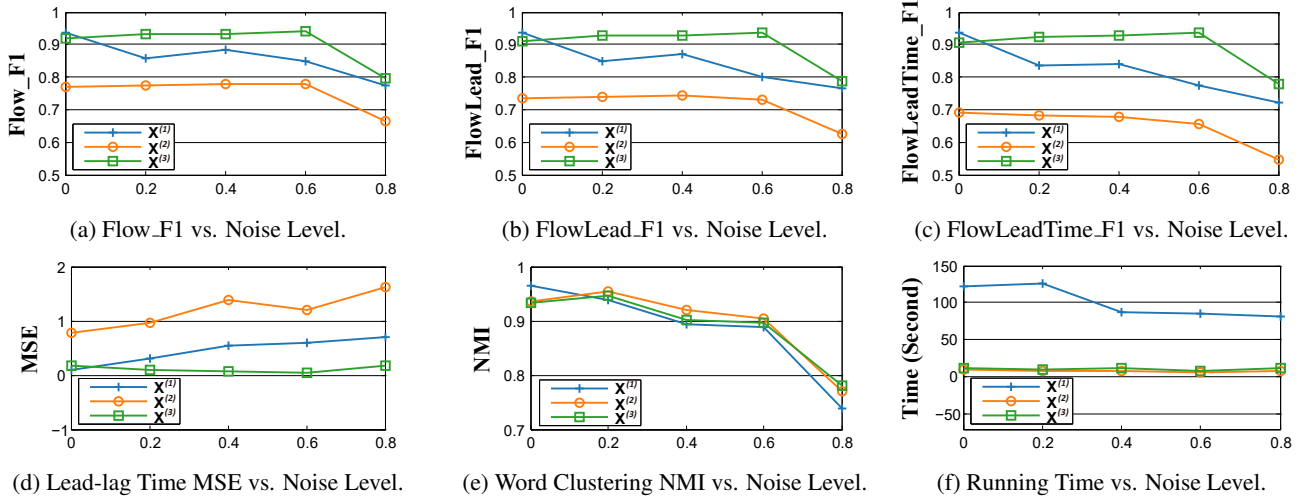 1
0.9
0.8
0.7
0.6
0.5
Flow_F1
X(1)
X(2)
X(3)
0 0.2 0.4 0.6 0.8
(a) Flow_F1 vs. Noise Level.
1
0.9
0.8
0.7
0.6
0.5
FlowLead_F1
X(1)
X(2)
X(3)
0 0.2 0.4 0.6 0.8
(b) FlowLead_F1 vs. Noise Level.
1
0.9
0.8
0.7
0.6
0.5
FlowLeadTime_F1
X(1)
X(2)
X(3)
0 0.2 0.4 0.6 0.8
(c) FlowLeadTime_F1 vs. Noise Level.
2
1
0
−1
MSE
X(1)
X(2)
X(3)
0 0.2 0.4 0.6 0.8
(d) Lead-lag Time MSE vs. Noise Level.
1
0.9
0.8
0.7
NMI
X(1)
X(2)
X(3)
0 0.2 0.4 0.6 0.8
(e) Word Clustering NMI vs. Noise Level.
150
100
50
0
−50
Time (Second)
X(1)
X(2)
X(3)
0 0.2 0.4 0.6 0.8
(f) Running Time vs. Noise Level.